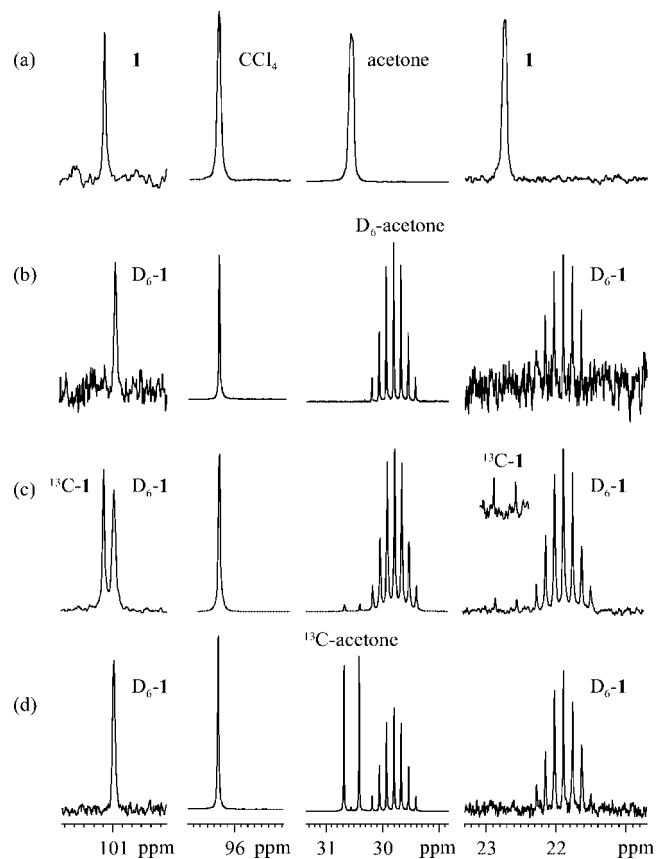 (a) 1 CCl₄ acetone 1
D₆-acetone
(b) D₆-1 D₆-1
¹³C-1
(c) ¹³C-1 D₆-1 D₆-1
¹³C-acetone
(d) D₆-1 D₆-1
101 ppm 96 ppm 31 30 ppm 23 22 ppm